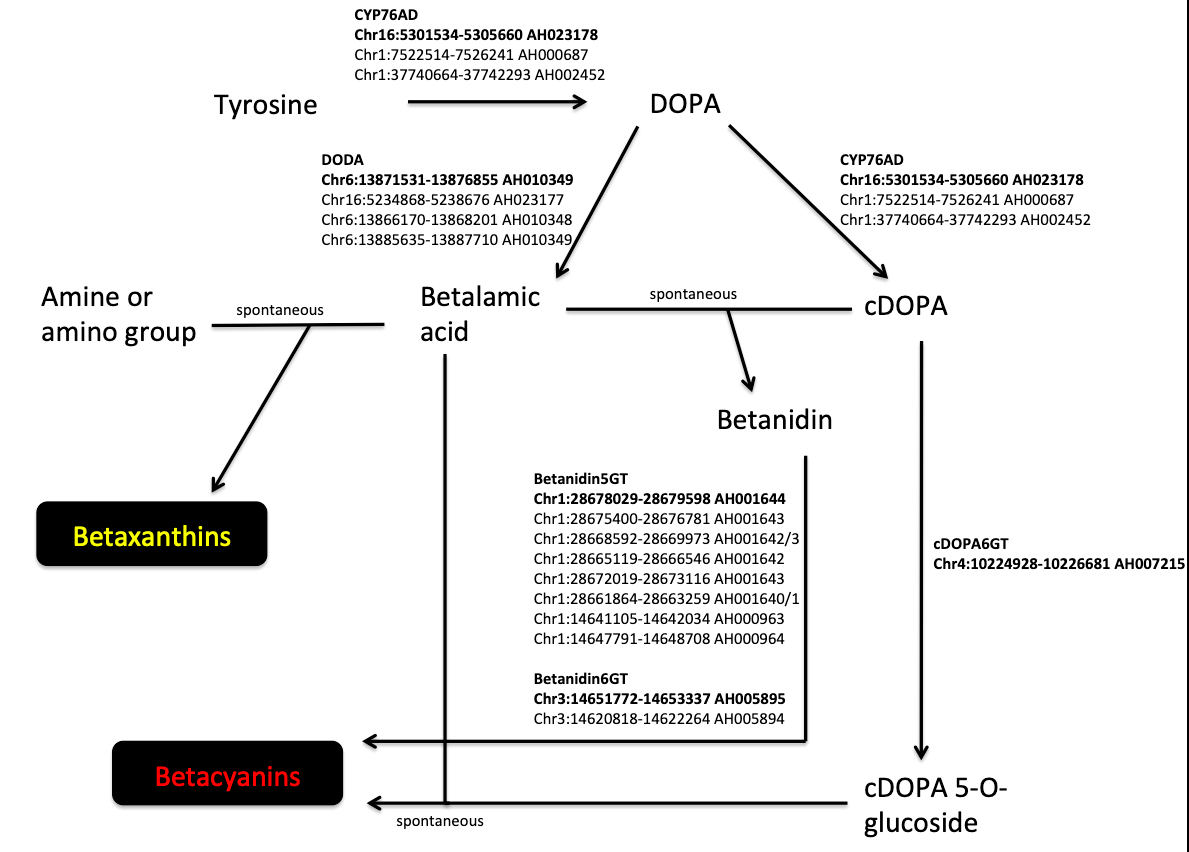 CYP76AD
Chr16:5301534-5305660 AH023178
Chr1:7522514-7526241 AH000687
Chr1:37740664-37742293 AH002452
Tyrosine
DOPA
DODA
Chr6:13871531-13876855 AH010349
Chr16:5234868-5238676 AH023177
Chr6:13866170-13868201 AH010348
Chr6:13885635-13887710 AH010349
CYP76AD
Chr16:5301534-5305660 AH023178
Chr1:7522514-7526241 AH000687
Chr1:37740664-37742293 AH002452
Amine or
amino group
spontaneous
Betalamic
acid
spontaneous
cDOPA
Betanidin
Betaxanthins
Betanidin5GT
Chr1:28678029-28679598 AH001644
Chr1:28675400-28676781 AH001643
Chr1:28668592-28669973 AH001642/3
Chr1:28665119-28666546 AH001642
Chr1:28672019-28673116 AH001643
Chr1:28661864-28663259 AH001640/1
Chr1:14641105-14642034 AH000963
Chr1:14647791-14648708 AH000964
cDOPA6GT
Chr4:10224928-10226681 AH007215
Betanidin6GT
Chr3:14651772-14653337 AH005895
Chr3:14620818-14622264 AH005894
Betacyanins
spontaneous
cDOPA 5-O-
glucoside